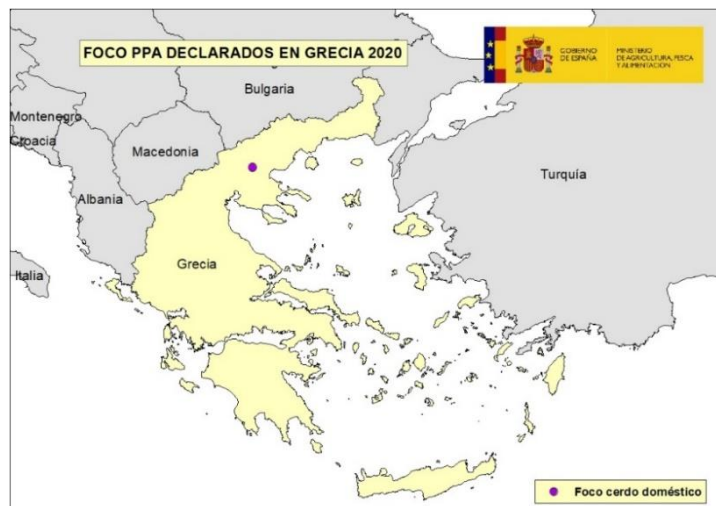 FOCO PPA DECLARADOS EN GRECIA 2020
GOBIERNO
DE ESPAÑA
MINISTERIO
DE AGRICULTURA, PESCA
Y ALIMENTACIÓN
Bulgaria
Montenegro
Croacia
Macedonia
Albania
Turquía
Grecia
Italia
Foco cerdo doméstico